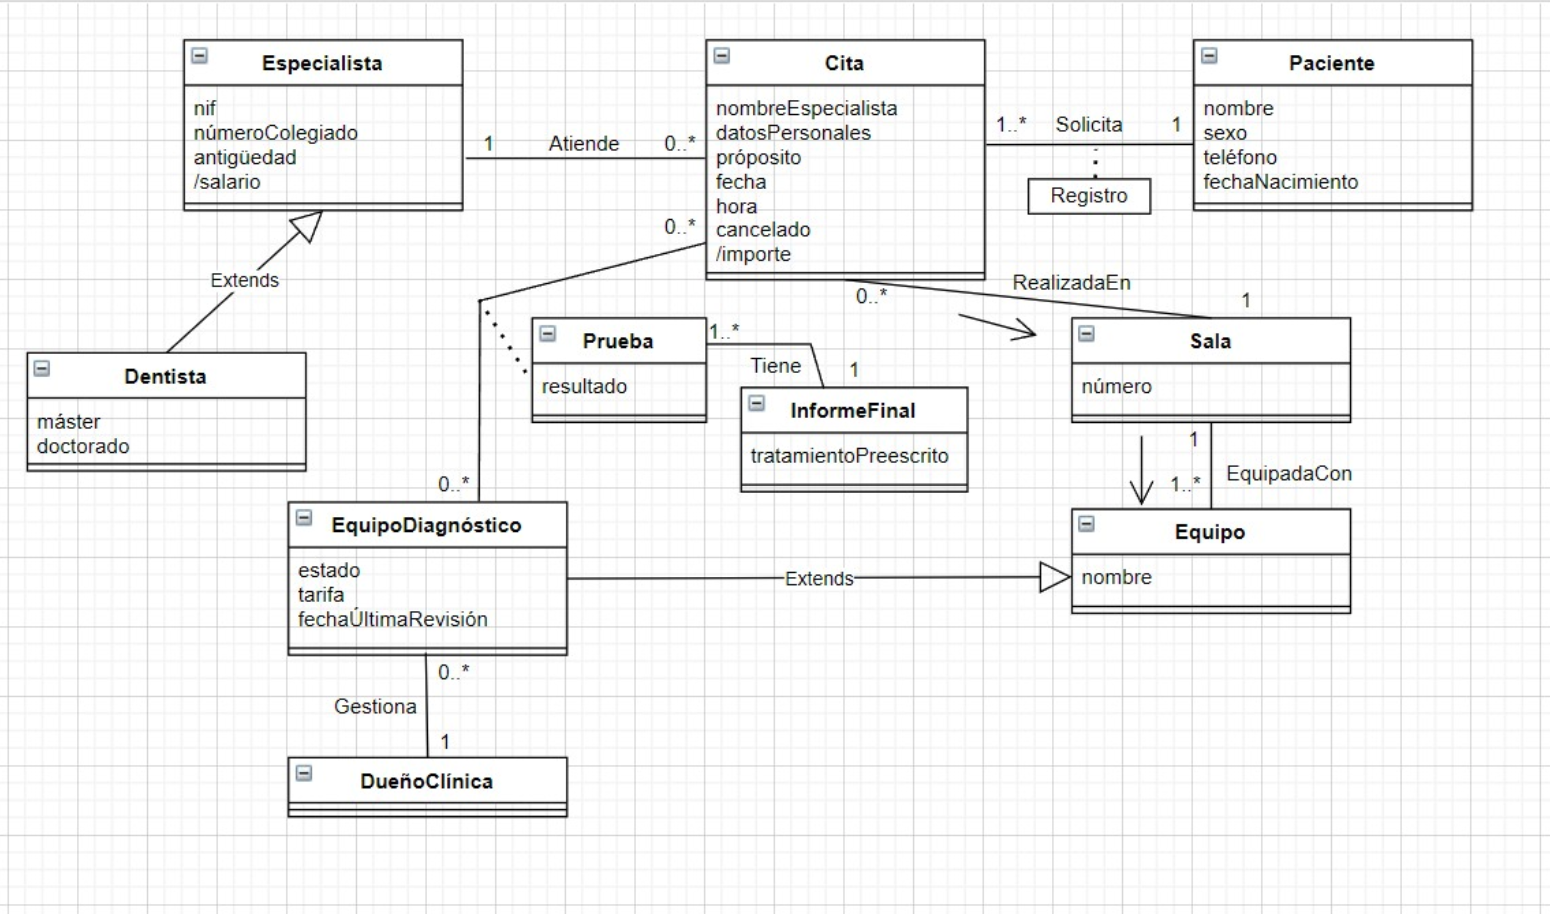 Especialista
nif
númeroColegiado
antigüedad
/salario
1
Atiende
0..*
Cita
nombreEspecialista
datosPersonales
próposito
fecha
hora
cancelado
/importe
1..*
Solicita
1
Registro
Paciente
nombre
sexo
teléfono
fechaNacimiento
Extends
Dentista
máster
doctorado
0..*
0..*
RealizadaEn
1
Prueba
resultado
1..*
Tiene
1
InformeFinal
tratamientoPreescrito
Sala
número
1
1..*
EquipadaCon
0..*
EquipoDiagnóstico
estado
tarifa
fechaÚltimaRevisión
Extends
Equipo
nombre
0..*
Gestiona
1
DueñoClínica